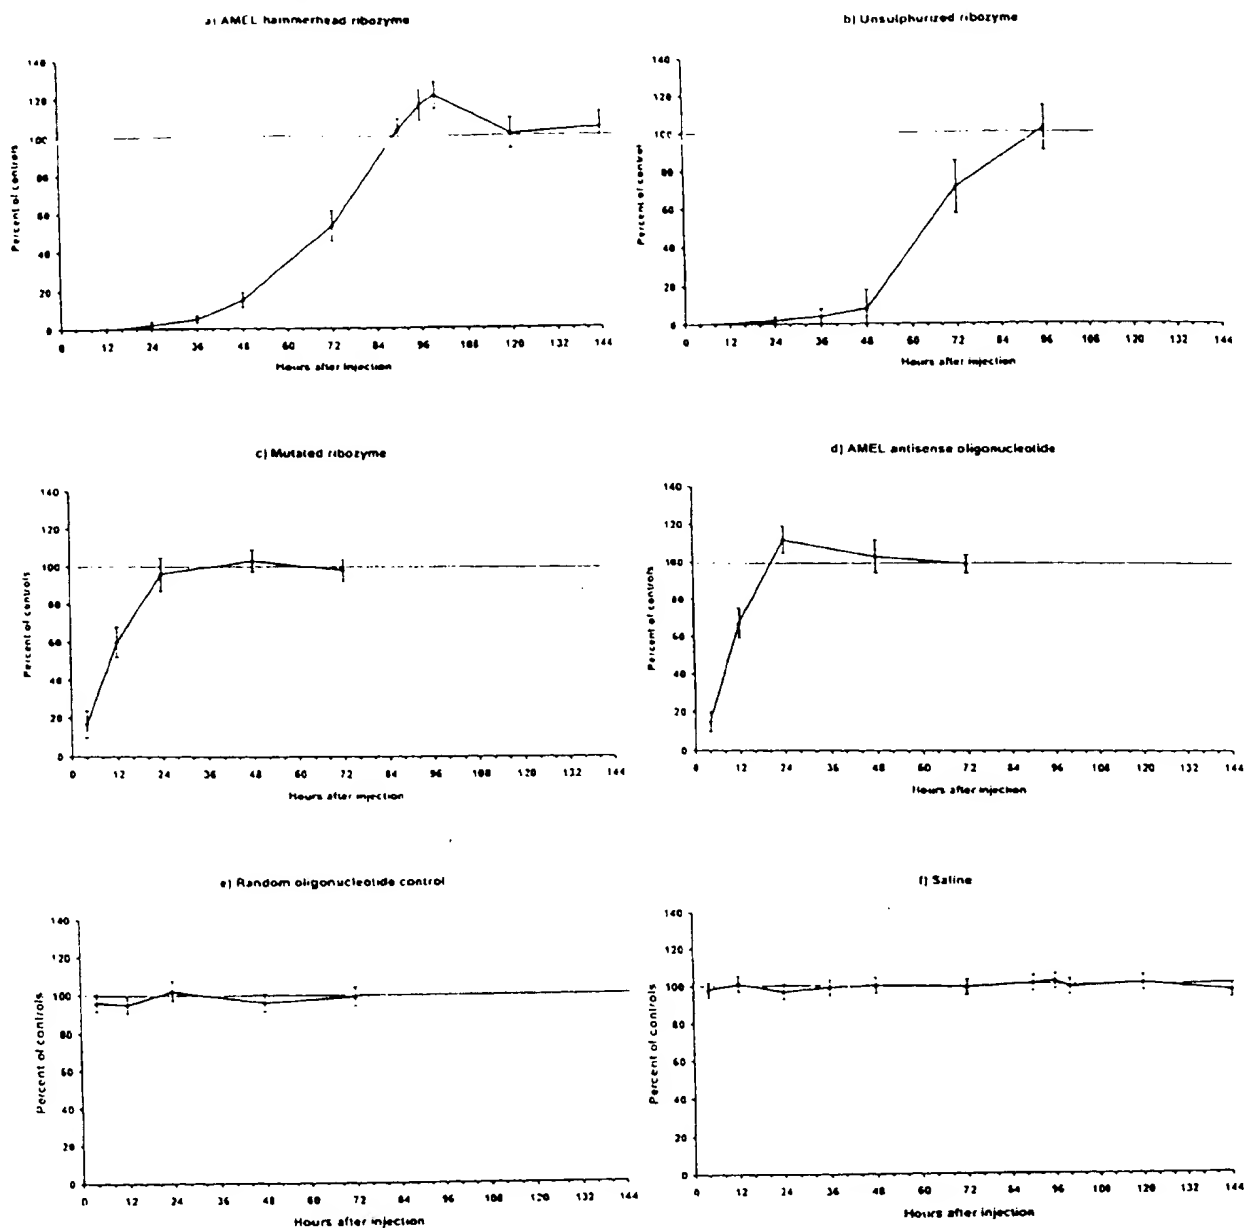 a) AMEL hammerhead ribozyme
140
120
100
80
60
40
20
0
Percent of controls
0 12 24 36 48 60 72 84 96 108 120 132 144
Hours after injection
b) Unsulphurized ribozyme
140
120
100
80
60
40
20
0
Percent of controls
0 12 24 36 48 60 72 84 96 108 120 132 144
Hours after injection
c) Mutated ribozyme
140
120
100
80
60
40
20
0
Percent of controls
0 12 24 36 48 60 72 84 96 108 120 132 144
Hours after injection
d) AMEL antisense oligonucleotide
140
120
100
80
60
40
20
0
Percent of controls
0 12 24 36 48 60 72 84 96 108 120 132 144
Hours after injection
e) Random oligonucleotide control
140
120
100
80
60
40
20
0
Percent of controls
0 12 24 36 48 60 72 84 96 108 120 132 144
Hours after injection
f) Saline
140
120
100
80
60
40
20
0
Percent of controls
0 12 24 36 48 60 72 84 96 108 120 132 144
Hours after injection